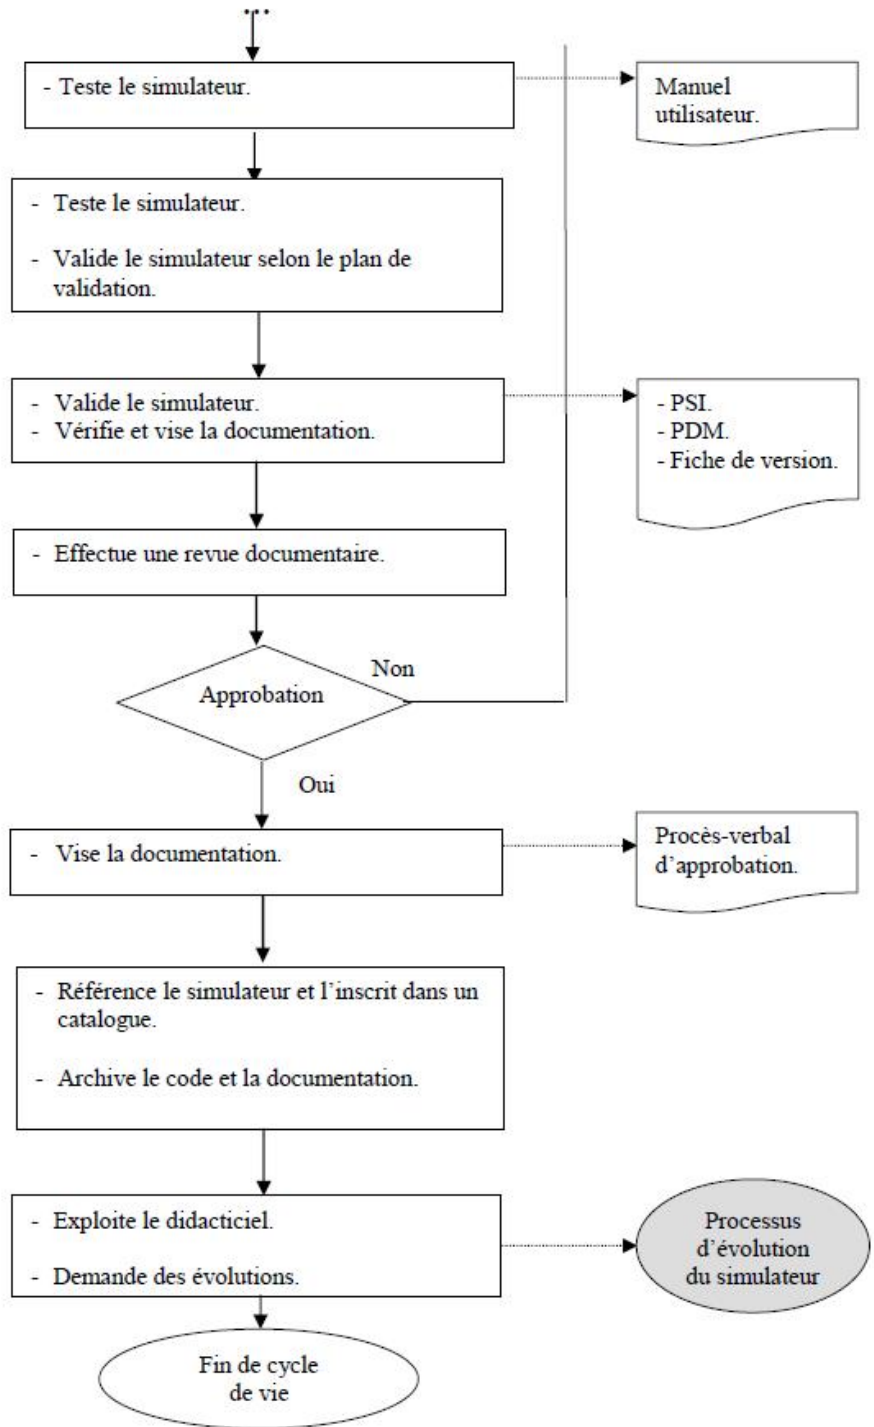 ...
- Teste le simulateur.
Manuel
utilisateur.
- Teste le simulateur.
- Valide le simulateur selon le plan de
validation.
- Valide le simulateur.
- Vérifie et vise la documentation.
- PSI.
- PDM.
- Fiche de version.
- Effectue une revue documentaire.
Non
Approbation
Oui
- Vise la documentation.
Procès-verbal
d'approbation.
- Référence le simulateur et l'inscrit dans un
catalogue.
- Archive le code et la documentation.
- Exploite le didacticiel.
- Demande des évolutions.
Processus
d'évolution
du simulateur
Fin de cycle
de vie